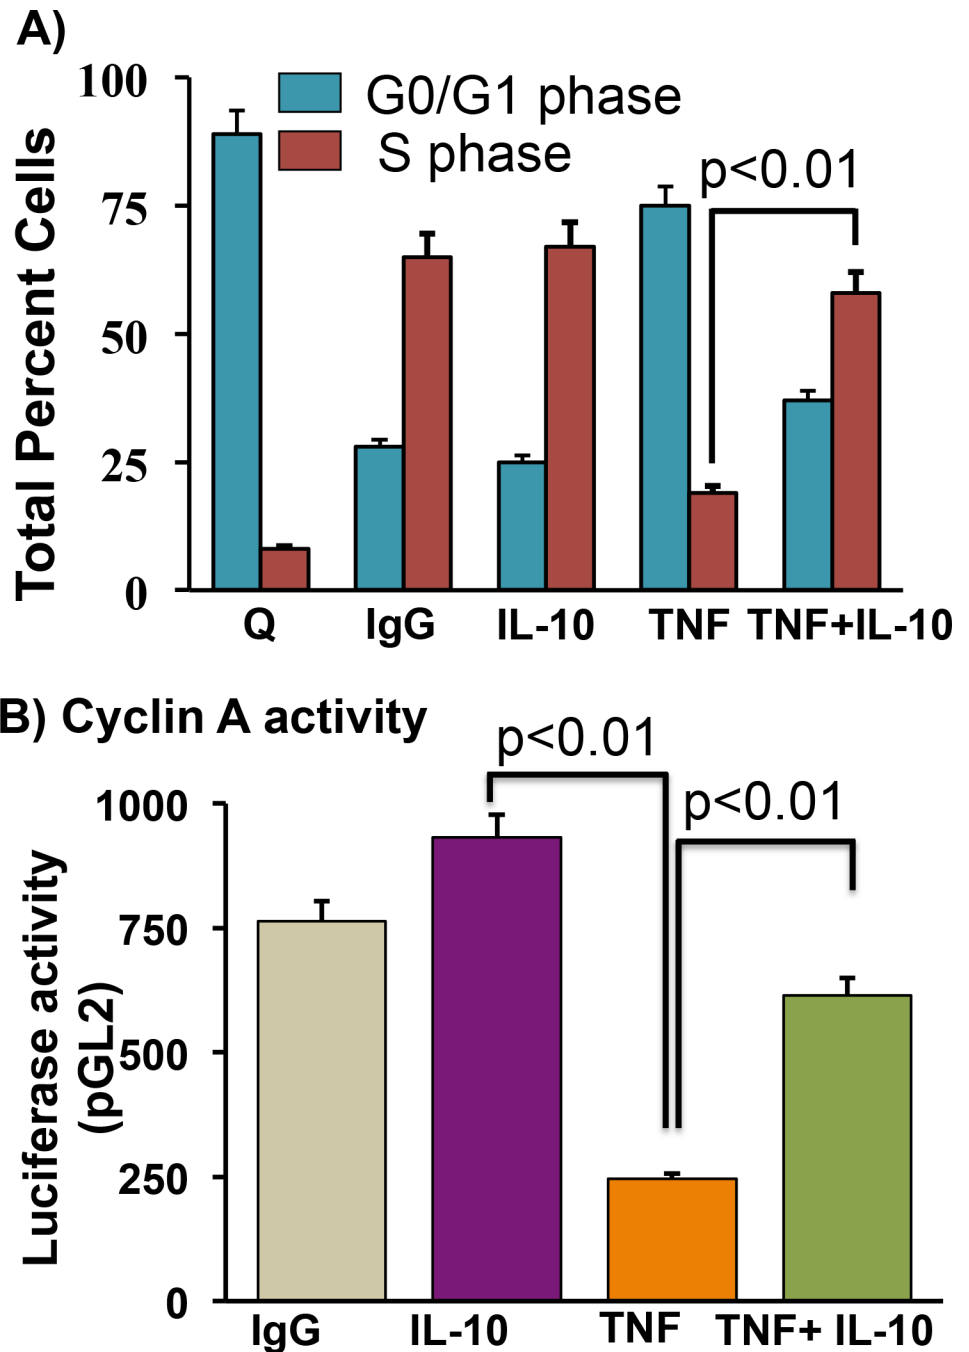 A)
G0/G1 phase
S phase
p<0.01
Total Percent Cells
100
75
50
25
0
Q IgG IL-10 TNF TNF+IL-10
B) Cyclin A activity
p<0.01
p<0.01
Luciferase activity
(pGL2)
1000
750
500
250
0
IgG IL-10 TNF TNF+ IL-10